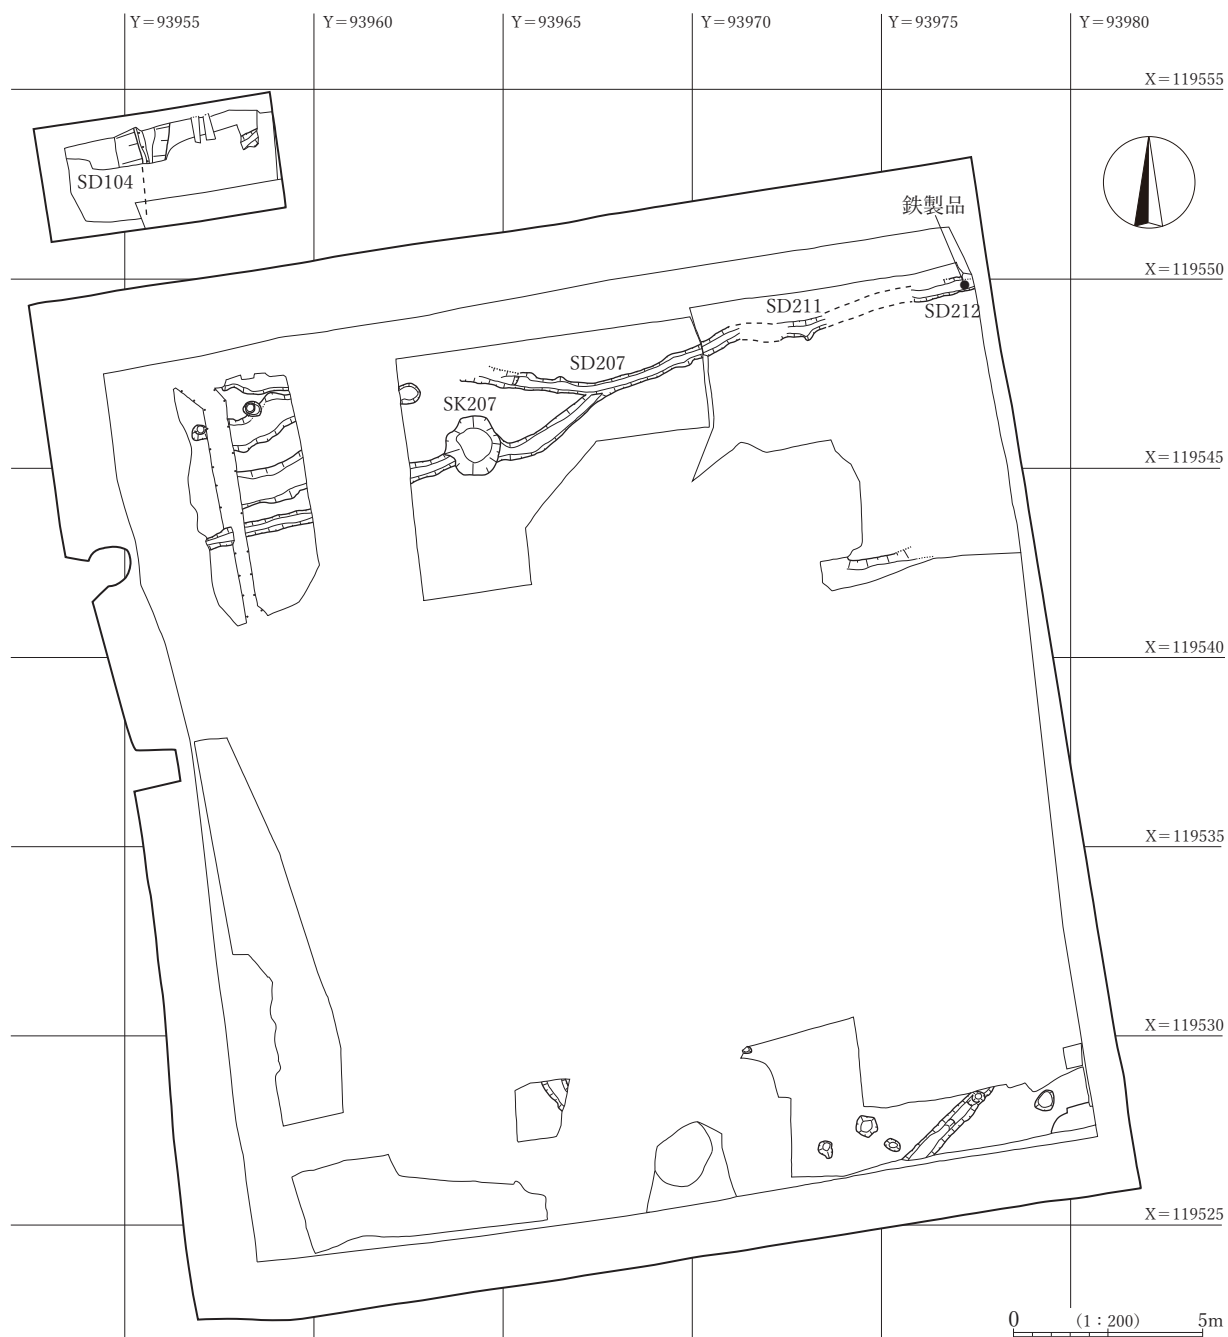 Y=93955
Y=93960
Y=93965
Y=93970
Y=93975
Y=93980
X=119555
SD104
鉄製品
X=119550
SD211
SD212
SD207
SK207
X=119545
X=119540
X=119535
X=119530
X=119525
0 (1:200) 5m